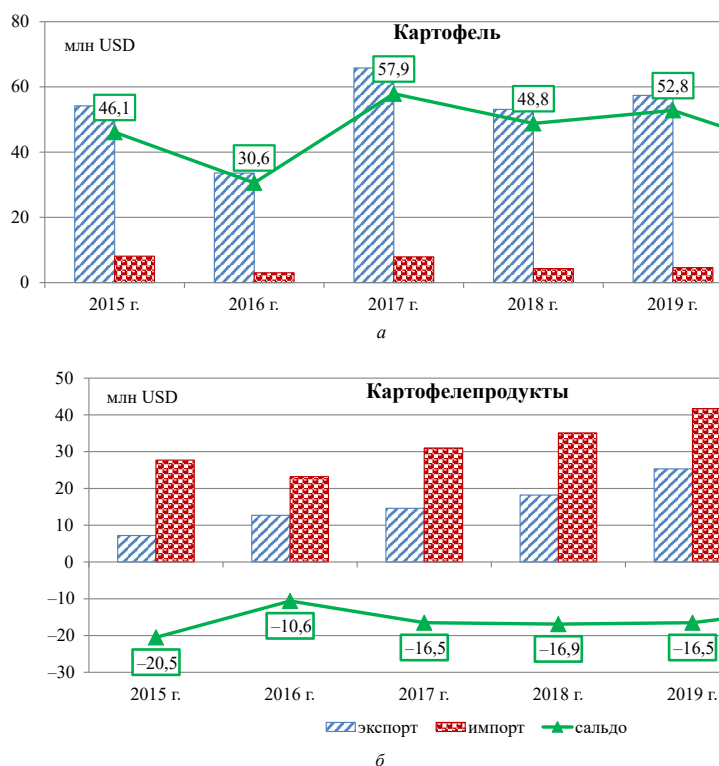 Картофель
млн USD
80
60
40
20
0
46,1
30,6
57,9
48,8
52,8
2015 г.
2016 г.
2017 г.
2018 г.
2019 г.
а
Картофелепродукты
млн USD
50
40
30
20
10
0
–10
–20
–30
–20,5
–10,6
–16,5
–16,9
–16,5
2015 г.
2016 г.
2017 г.
2018 г.
2019 г.
экспорт
импорт
сальдо
б